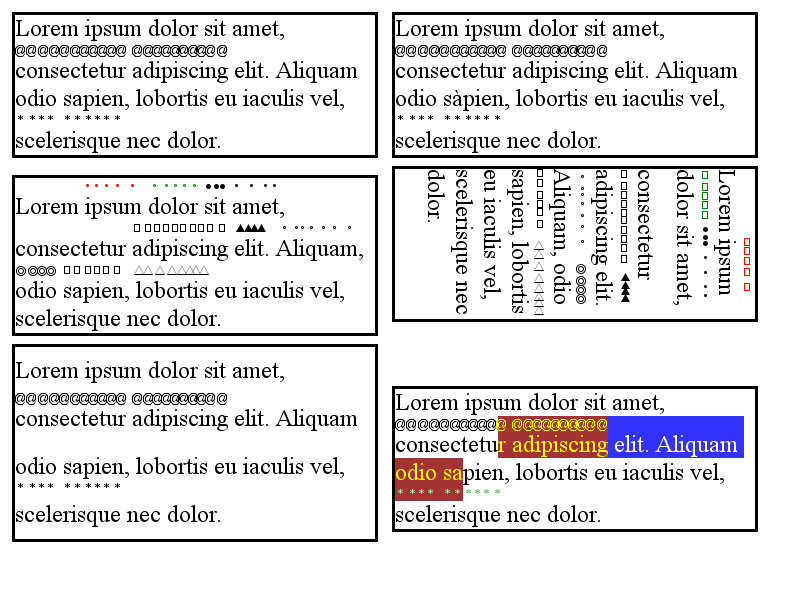 Lorem ipsum dolor sit amet,
@@@@@@@@@@@ @@@@@@@@@@
consectetur adipiscing elit. Aliquam
odio sapien, lobortis eu iaculis vel,
scelerisque nec dolor.
Lorem ipsum dolor sit amet,
@@@@@@@@@@@ @@@@@@@@@@
consectetur adipiscing elit. Aliquam
odio sàpien, lobortis eu iaculis vel,
scelerisque nec dolor.
Lorem ipsum dolor sit amet,
consectetur adipiscing elit. Aliquam,
odio sapien, lobortis eu iaculis vel,
scelerisque nec dolor.
Lorem ipsum
dolor sit amet,
consectetur
adipiscing elit.
Aliquam, odio
sapien, lobortis
eu iaculis vel,
scelerisque nec
dolor.
Lorem ipsum dolor sit amet,
@@@@@@@@@@@ @@@@@@@@@@
consectetur adipiscing elit. Aliquam
odio sapien, lobortis eu iaculis vel,
scelerisque nec dolor.
Lorem ipsum dolor sit amet,
@@@@@@@@@@@ @@@@@@@@@@
consectetur adipiscing elit. Aliquam
odio sapien, lobortis eu iaculis vel,
scelerisque nec dolor.